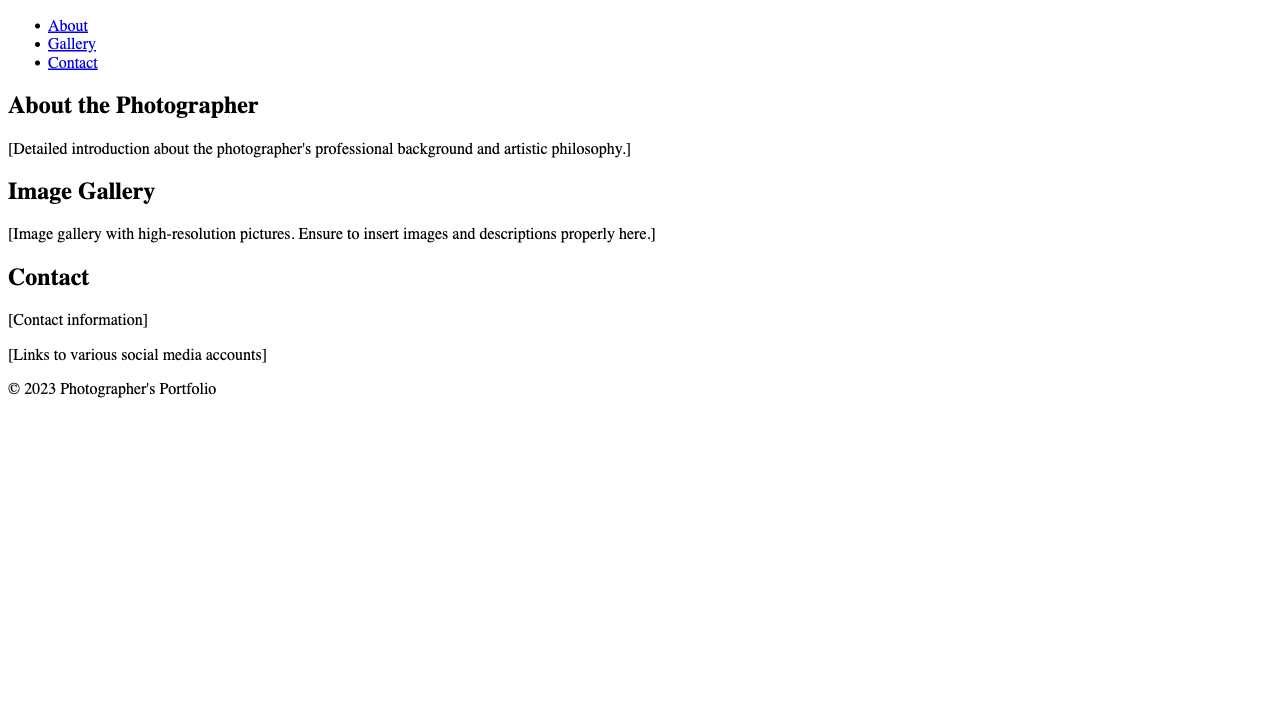 About
Gallery
Contact
About the Photographer
[Detailed introduction about the photographer's professional background and artistic philosophy.]
Image Gallery
[Image gallery with high-resolution pictures. Ensure to insert images and descriptions properly here.]
Contact
[Contact information]
[Links to various social media accounts]
© 2023 Photographer's Portfolio